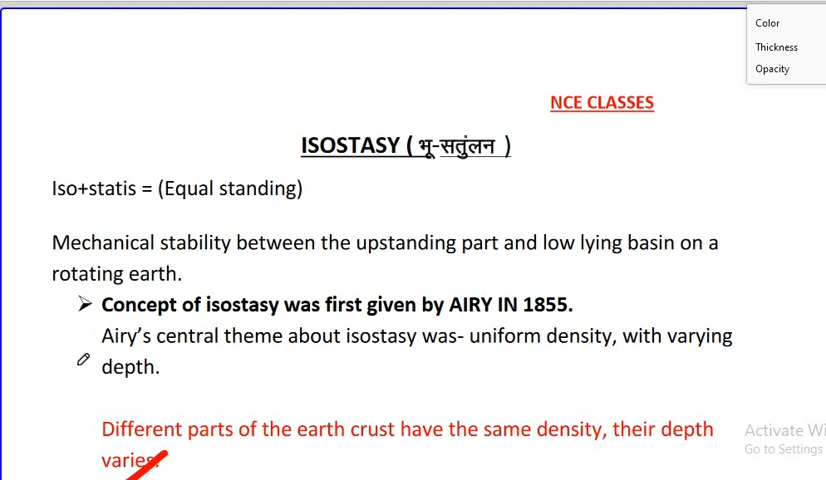 Color
Thickness
Opacity
NCE CLASSES
ISOSTASY ( भू-सतुंलन )
Iso+statis = (Equal standing)
Mechanical stability between the upstanding part and low lying basin on a
rotating earth.
➢ Concept of isostasy was first given by AIRY IN 1855.
Airy’s central theme about isostasy was- uniform density, with varying
depth.
Different parts of the earth crust have the same density, their depth
varies.
Activate Wi
Go to Settings